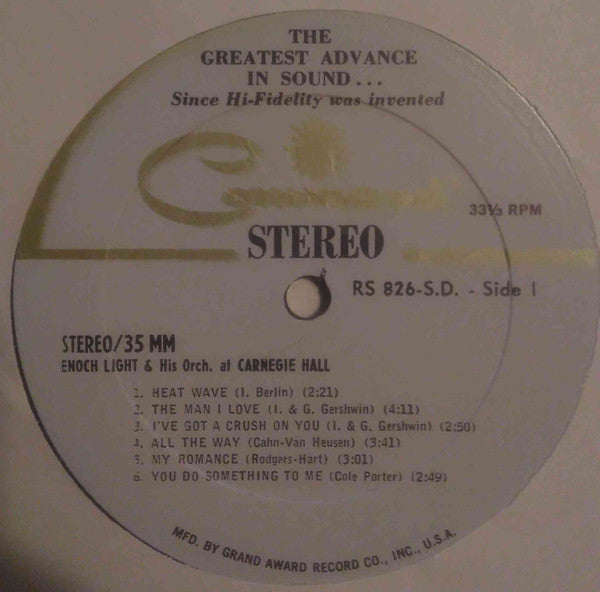 THE
GREATEST ADVANCE
IN SOUND...
Since Hi-Fidelity was invented
Command
33⅓ RPM
STEREO
RS 826-S.D. - Side 1
STEREO/35 MM
ENOCH LIGHT & His Orch. at CARNEGIE HALL
1. HEAT WAVE (I. Berlin) (2:21)
2. THE MAN I LOVE (I. & G. Gershwin) (4:11)
3. I'VE GOT A CRUSH ON YOU (I. & G. Gershwin) (2:50)
4. ALL THE WAY (Cahn-Van Heusen) (3:41)
5. MY ROMANCE (Rodgers-Hart) (3:01)
6. YOU DO SOMETHING TO ME (Cole Porter) (2:49)
MFD. BY GRAND AWARD RECORD CO., INC., U.S.A.